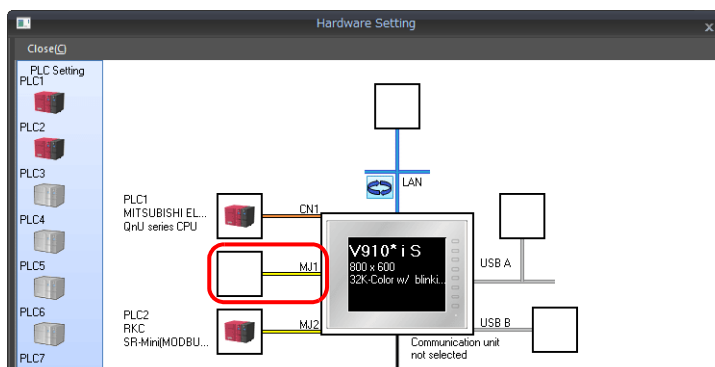 Hardware Setting
x
Close(C)
PLC Setting
PLC1
PLC2
PLC3
PLC4
PLC5
PLC6
PLC7
LAN
PLC1
MITSUBISHI EL...
QnU series CPU
CN1
MJ1
PLC2
RKC
SR-Mini(MODBU...
MJ2
V910*i S
800 x 600
32K-Color w/ blinki...
USB A
USB B
Communication unit
not selected